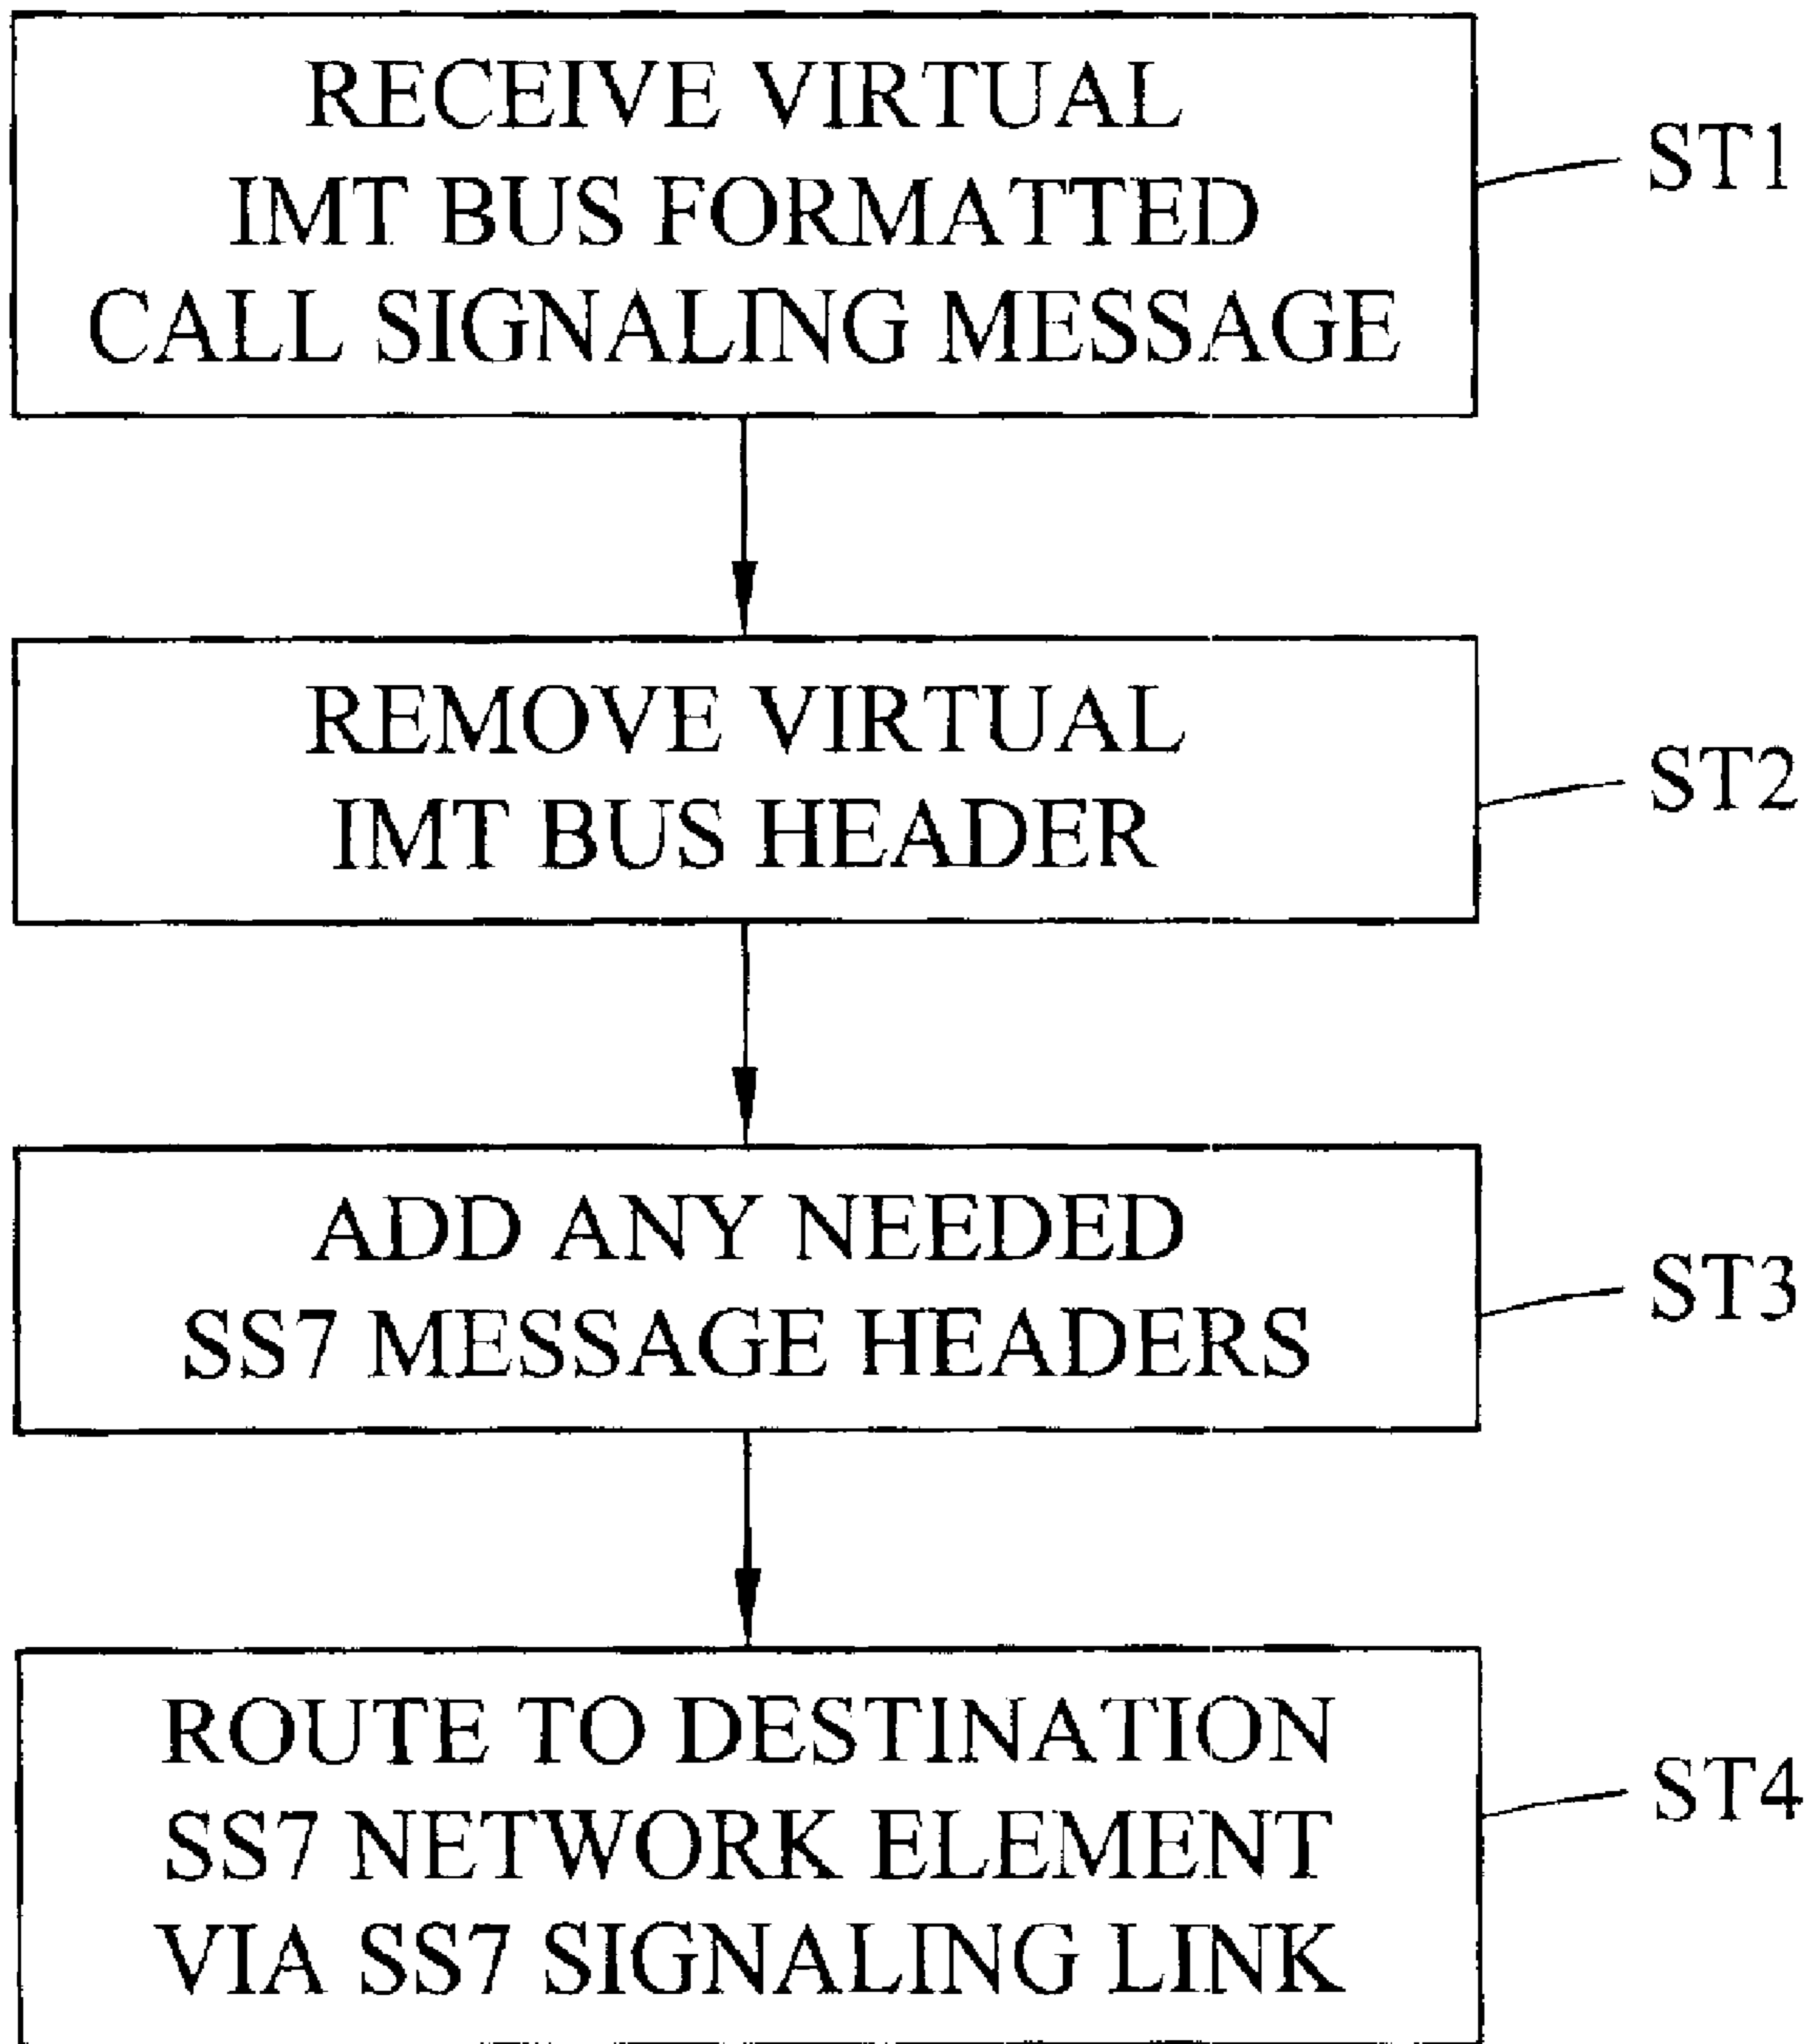 RECEIVE VIRTUAL
IMT BUS FORMATTED
CALL SIGNALING MESSAGE
ST1
REMOVE VIRTUAL
IMT BUS HEADER
ST2
ADD ANY NEEDED
SS7 MESSAGE HEADERS
ST3
ROUTE TO DESTINATION
SS7 NETWORK ELEMENT
VIA SS7 SIGNALING LINK
ST4